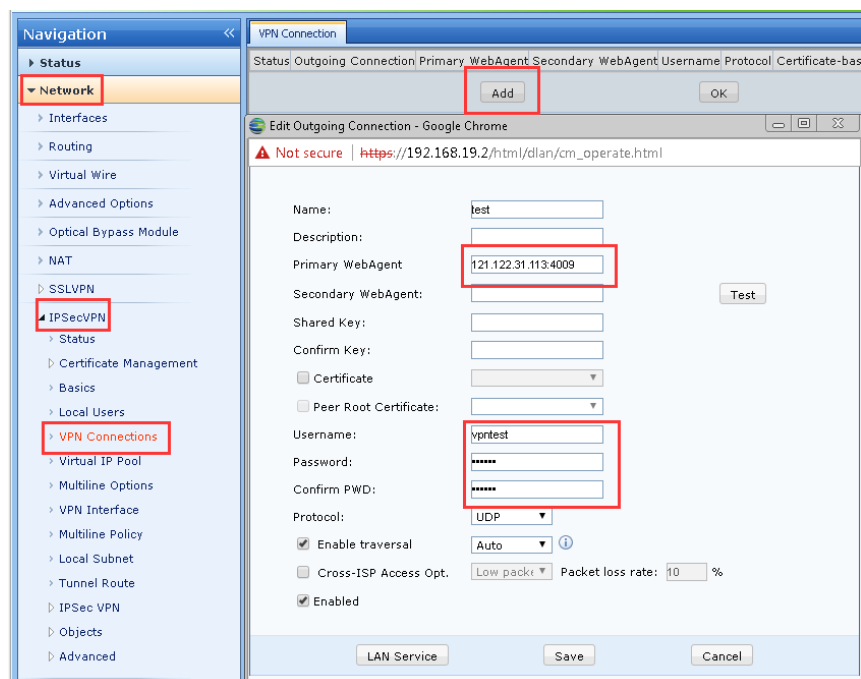 Navigation «
Status
Network
Interfaces
Routing
Virtual Wire
Advanced Options
Optical Bypass Module
NAT
SSLVPN
IPSecVPN
Status
Certificate Management
Basics
Local Users
VPN Connections
Virtual IP Pool
Multiline Options
VPN Interface
Multiline Policy
Local Subnet
Tunnel Route
IPSec VPN
Objects
Advanced
VPN Connection
Status Outgoing Connection Primary WebAgent Secondary WebAgent Username Protocol Certificate-bas
Add OK
Edit Outgoing Connection - Google Chrome
Not secure | https://192.168.19.2/html/dlan/cm_operate.html
Name: test
Description:
Primary WebAgent 121.122.31.113:4009
Secondary WebAgent: Test
Shared Key:
Confirm Key:
Certificate
Peer Root Certificate:
Username: vpntest
Password: ••••••
Confirm PWD: ••••••
Protocol: UDP
Enable traversal Auto
Cross-ISP Access Opt. Low packe Packet loss rate: 10 %
Enabled
LAN Service Save Cancel